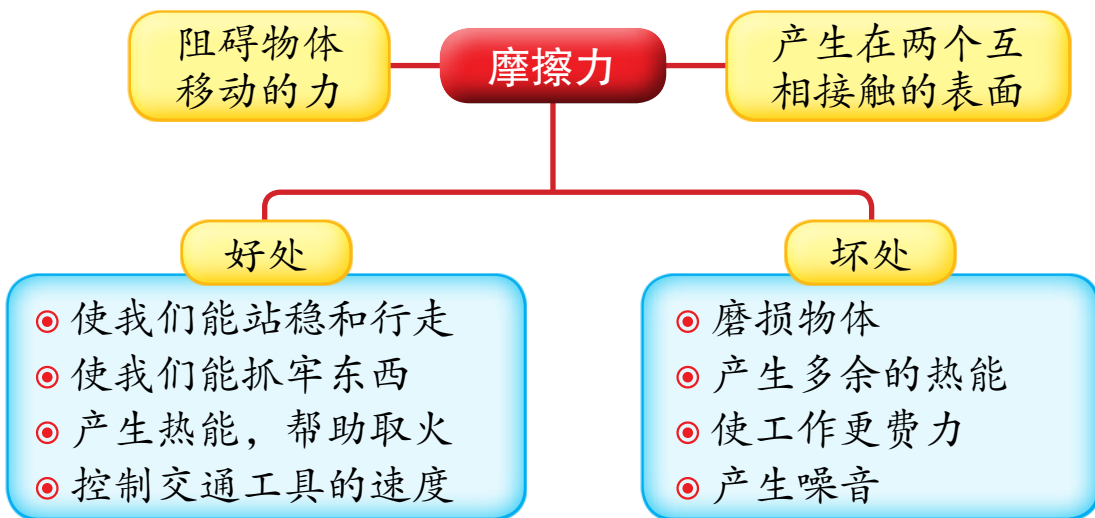 阻碍物体
移动的力
摩擦力
产生在两个互
相接触的表面
好处
使我们能站稳和行走
使我们能抓牢东西
产生热能，帮助取火
控制交通工具的速度
坏处
磨损物体
产生多余的热能
使工作更费力
产生噪音